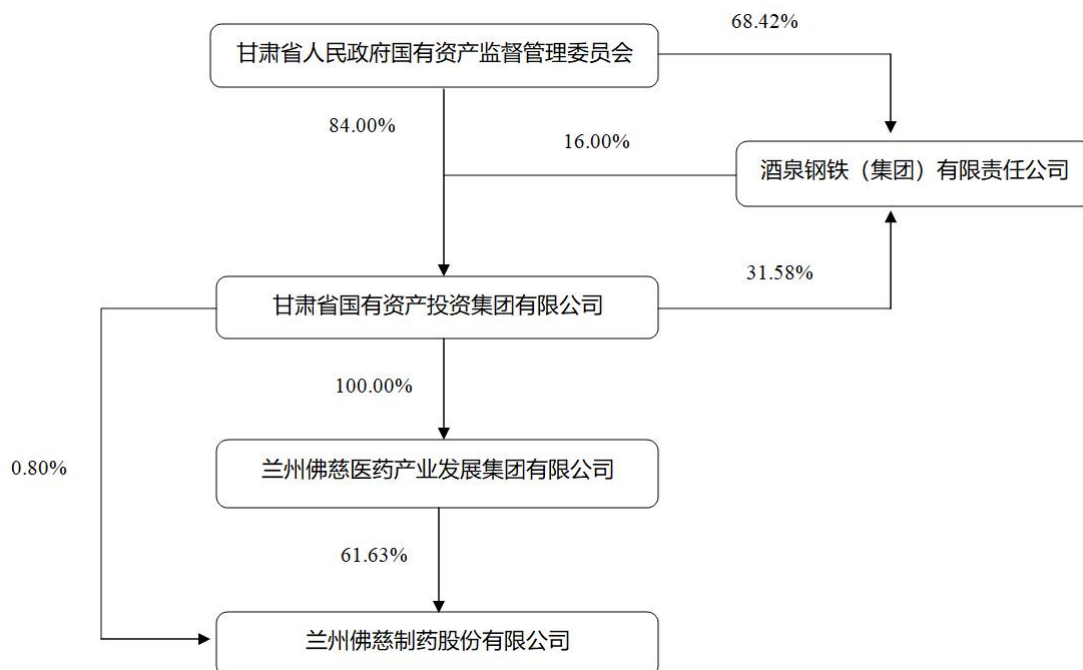 68.42%
甘肃省人民政府国有资产监督管理委员会
84.00%
16.00%
酒泉钢铁（集团）有限责任公司
31.58%
甘肃省国有资产投资集团有限公司
100.00%
0.80%
兰州佛慈医药产业发展集团有限公司
61.63%
兰州佛慈制药股份有限公司